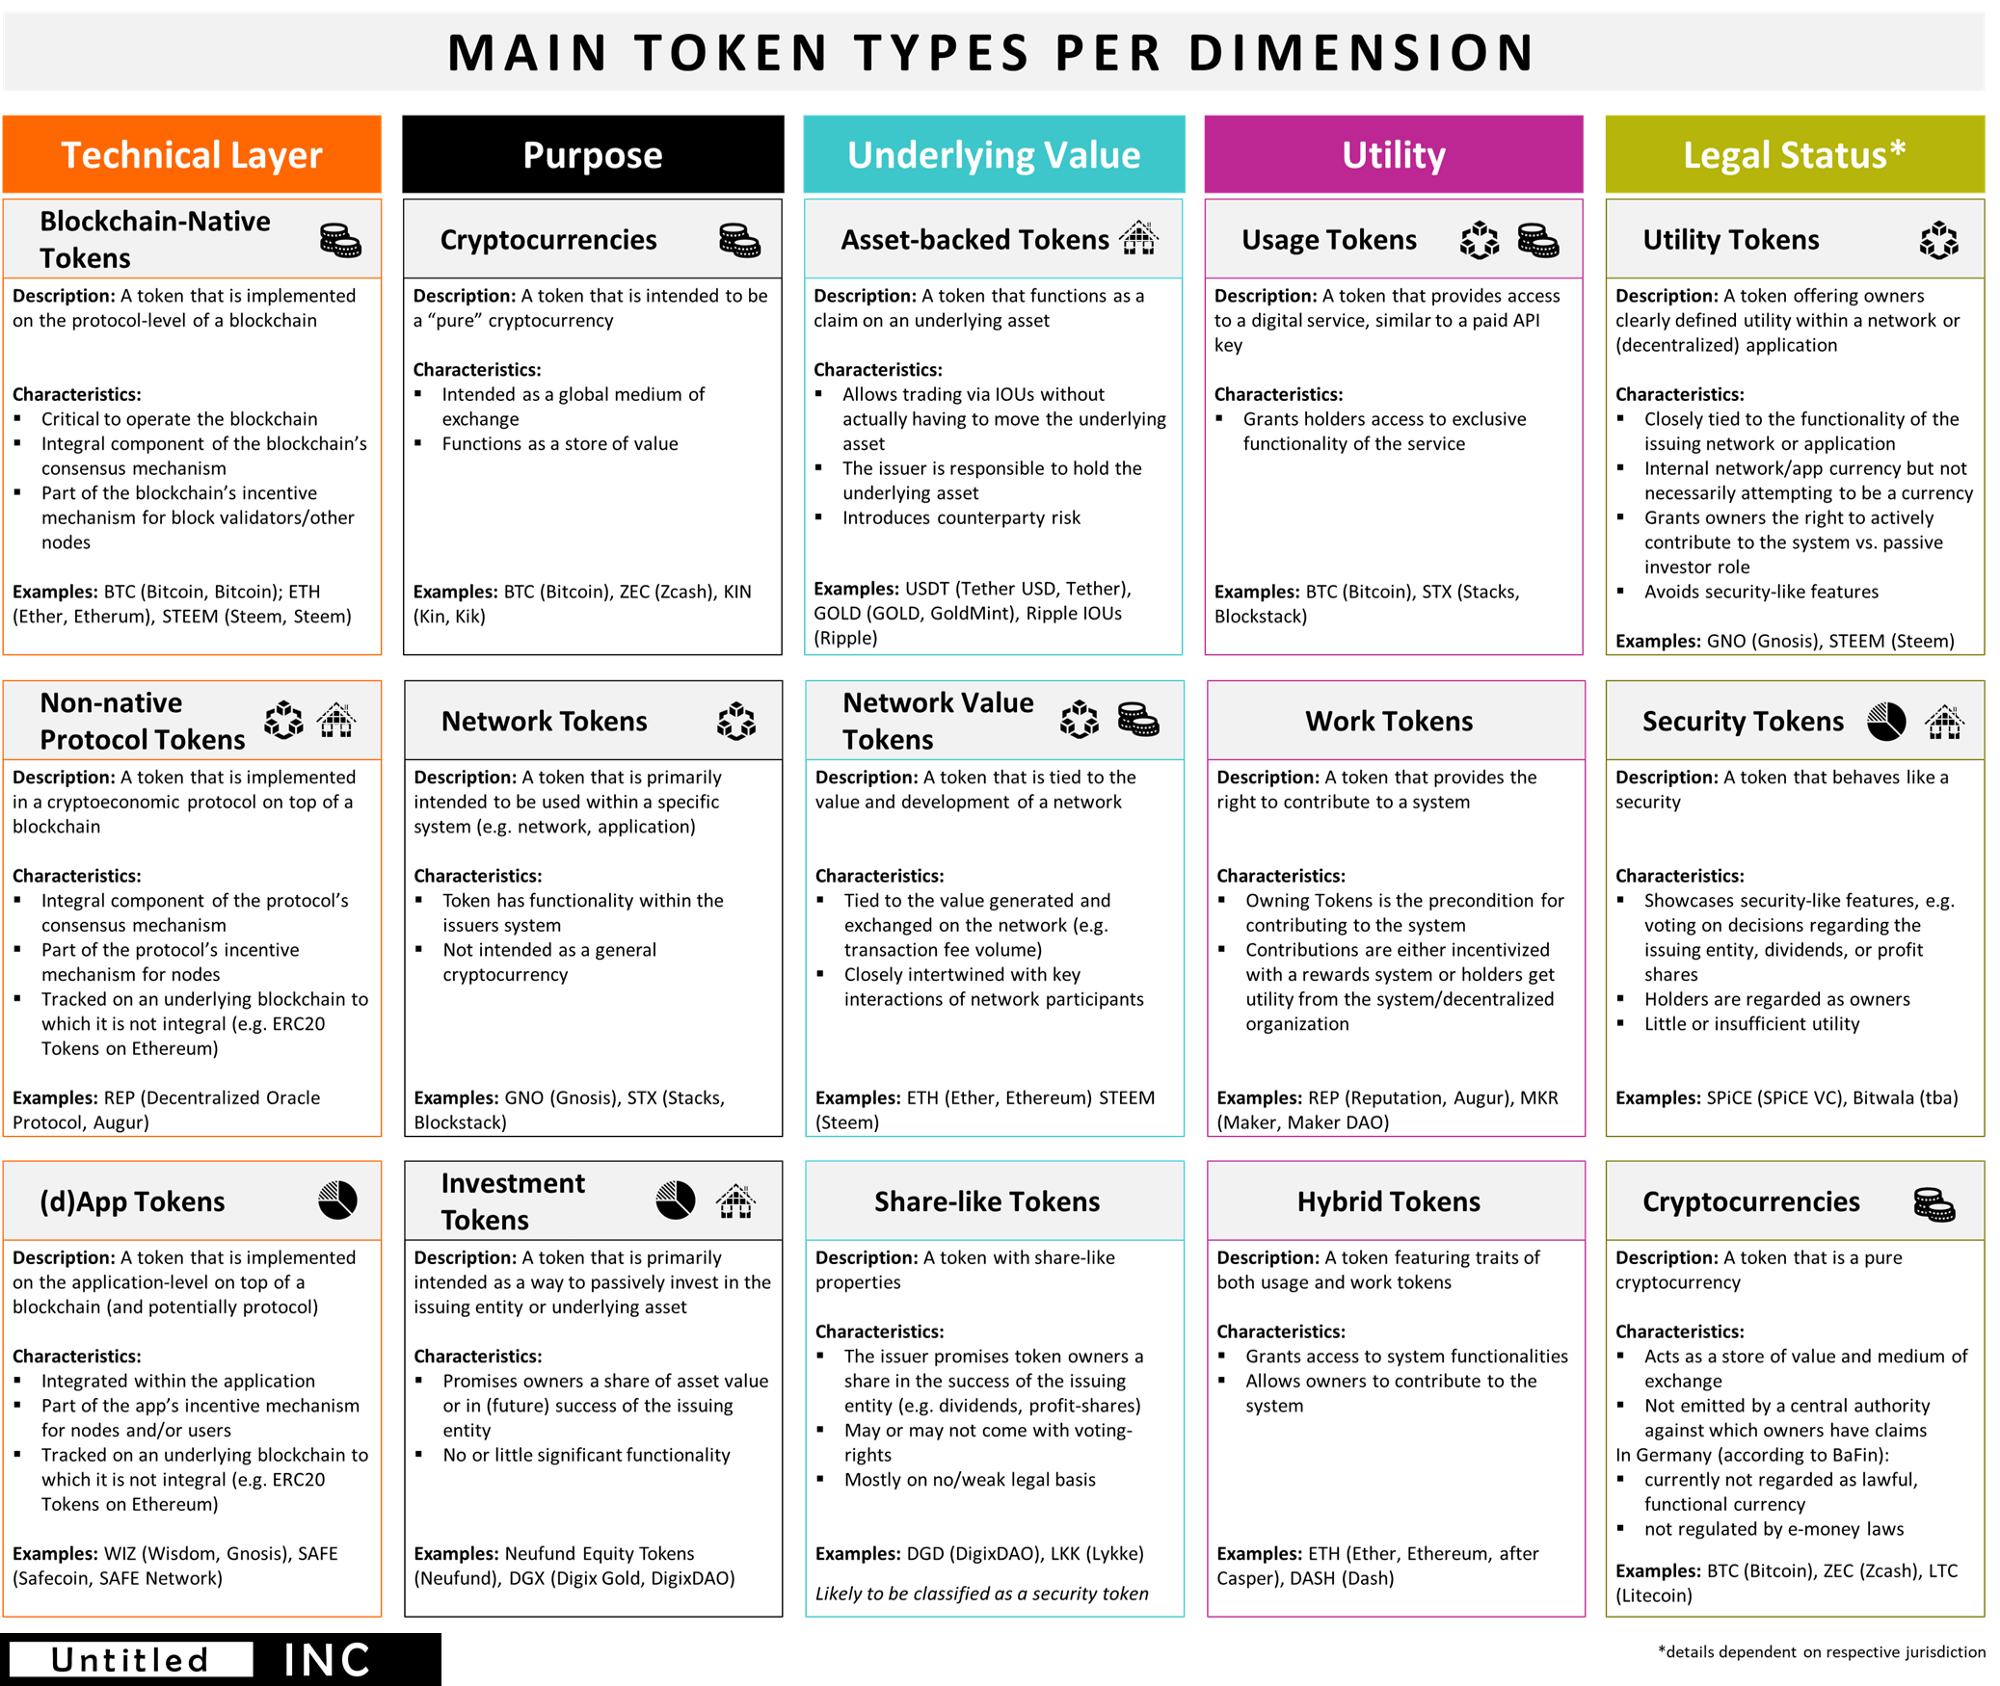 MAIN TOKEN TYPES PER DIMENSION
Technical Layer
Blockchain-Native
Tokens
Description: A token that is implemented
on the protocol-level of a blockchain
Characteristics:
▪ Critical to operate the blockchain
▪ Integral component of the blockchain’s
consensus mechanism
▪ Part of the blockchain’s incentive
mechanism for block validators/other
nodes
Examples: BTC (Bitcoin, Bitcoin); ETH
(Ether, Etherum), STEEM (Steem, Steem)
Non-native
Protocol Tokens
Description: A token that is implemented
in a cryptoeconomic protocol on top of a
blockchain
Characteristics:
▪ Integral component of the protocol’s
consensus mechanism
▪ Part of the protocol’s incentive
mechanism for nodes
▪ Tracked on an underlying blockchain to
which it is not integral (e.g. ERC20
Tokens on Ethereum)
Examples: REP (Decentralized Oracle
Protocol, Augur)
(d)App Tokens
Description: A token that is implemented
on the application-level on top of a
blockchain (and potentially protocol)
Characteristics:
▪ Integrated within the application
▪ Part of the app’s incentive mechanism
for nodes and/or users
▪ Tracked on an underlying blockchain to
which it is not integral (e.g. ERC20
Tokens on Ethereum)
Examples: WIZ (Wisdom, Gnosis), SAFE
(Safecoin, SAFE Network)
Purpose
Cryptocurrencies
Description: A token that is intended to be
a “pure” cryptocurrency
Characteristics:
▪ Intended as a global medium of
exchange
▪ Functions as a store of value
Examples: BTC (Bitcoin), ZEC (Zcash), KIN
(Kin, Kik)
Network Tokens
Description: A token that is primarily
intended to be used within a specific
system (e.g. network, application)
Characteristics:
▪ Token has functionality within the
issuers system
▪ Not intended as a general
cryptocurrency
Examples: GNO (Gnosis), STX (Stacks,
Blockstack)
Investment
Tokens
Description: A token that is primarily
intended as a way to passively invest in the
issuing entity or underlying asset
Characteristics:
▪ Promises owners a share of asset value
or in (future) success of the issuing
entity
▪ No or little significant functionality
Examples: Neufund Equity Tokens
(Neufund), DGX (Digix Gold, DigixDAO)
Underlying Value
Asset-backed Tokens
Description: A token that functions as a
claim on an underlying asset
Characteristics:
▪ Allows trading via IOUs without
actually having to move the underlying
asset
▪ The issuer is responsible to hold the
underlying asset
▪ Introduces counterparty risk
Examples: USDT (Tether USD, Tether),
GOLD (GOLD, GoldMint), Ripple IOUs
(Ripple)
Network Value
Tokens
Description: A token that is tied to the
value and development of a network
Characteristics:
▪ Tied to the value generated and
exchanged on the network (e.g.
transaction fee volume)
▪ Closely intertwined with key
interactions of network participants
Examples: ETH (Ether, Ethereum) STEEM
(Steem)
Share-like Tokens
Description: A token with share-like
properties
Characteristics:
▪ The issuer promises token owners a
share in the success of the issuing
entity (e.g. dividends, profit-shares)
▪ May or may not come with voting-
rights
▪ Mostly on no/weak legal basis
Examples: DGD (DigixDAO), LKK (Lykke)
Likely to be classified as a security token
Utility
Usage Tokens
Description: A token that provides access
to a digital service, similar to a paid API
key
Characteristics:
▪ Grants holders access to exclusive
functionality of the service
Examples: BTC (Bitcoin), STX (Stacks,
Blockstack)
Work Tokens
Description: A token that provides the
right to contribute to a system
Characteristics:
▪ Owning Tokens is the precondition for
contributing to the system
▪ Contributions are either incentivized
with a rewards system or holders get
utility from the system/decentralized
organization
Examples: REP (Reputation, Augur), MKR
(Maker, Maker DAO)
Hybrid Tokens
Description: A token featuring traits of
both usage and work tokens
Characteristics:
▪ Grants access to system functionalities
▪ Allows owners to contribute to the
system
Examples: ETH (Ether, Ethereum, after
Casper), DASH (Dash)
Legal Status*
Utility Tokens
Description: A token offering owners
clearly defined utility within a network or
(decentralized) application
Characteristics:
▪ Closely tied to the functionality of the
issuing network or application
▪ Internal network/app currency but not
necessarily attempting to be a currency
▪ Grants owners the right to actively
contribute to the system vs. passive
investor role
▪ Avoids security-like features
Examples: GNO (Gnosis), STEEM (Steem)
Security Tokens
Description: A token that behaves like a
security
Characteristics:
▪ Showcases security-like features, e.g.
voting on decisions regarding the
issuing entity, dividends, or profit
shares
▪ Holders are regarded as owners
▪ Little or insufficient utility
Examples: SPiCE (SPiCE VC), Bitwala (tba)
Cryptocurrencies
Description: A token that is a pure
cryptocurrency
Characteristics:
▪ Acts as a store of value and medium of
exchange
▪ Not emitted by a central authority
against which owners have claims
In Germany (according to BaFin):
▪ currently not regarded as lawful,
functional currency
▪ not regulated by e-money laws
Examples: BTC (Bitcoin), ZEC (Zcash), LTC
(Litecoin)
Untitled INC
*details dependent on respective jurisdiction